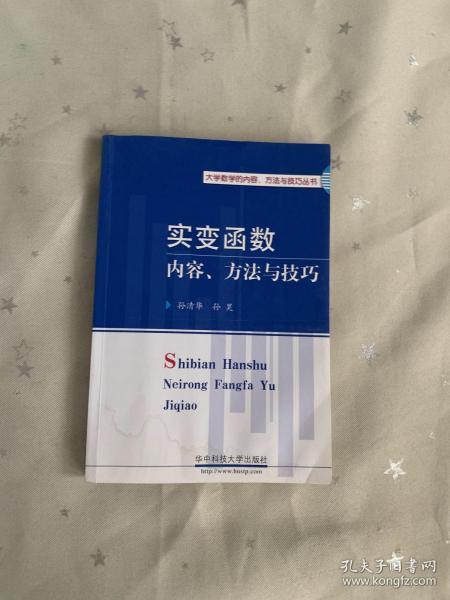 大学数学的内容、方法与技巧丛书
实变函数
内容、方法与技巧
孙清华 孙昊
Shibian Hanshu
Neirong Fangfa Yu
Jiqiao
华中科技大学出版社
http://www.hustp.com
孔夫子旧书网
www.kongfz.com